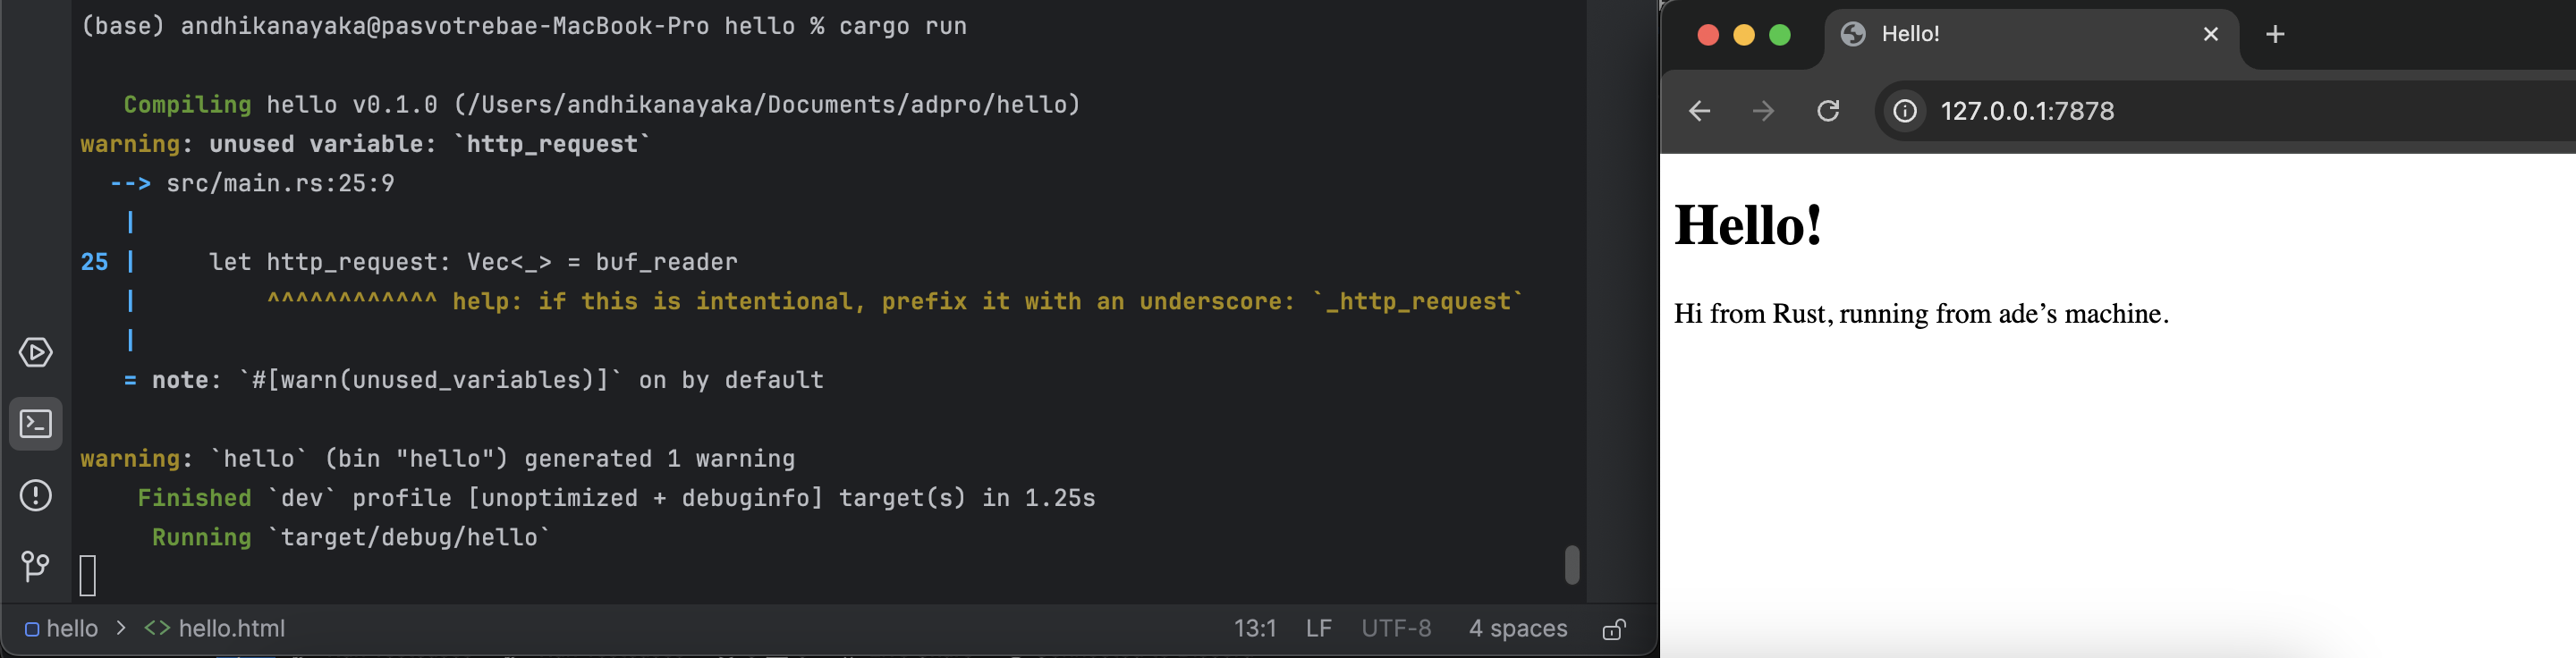 (base) andhikanayaka@pasvotrebae-MacBook-Pro hello % cargo run
Compiling hello v0.1.0 (/Users/andhikanayaka/Documents/adpro/hello)
warning: unused variable: `http_request`
--> src/main.rs:25:9
|
25 |     let http_request: Vec<_> = buf_reader
|         ^^^^^^^^^^^^ help: if this is intentional, prefix it with an underscore: `_http_request`
|
= note: `#[warn(unused_variables)]` on by default
warning: `hello` (bin "hello") generated 1 warning
Finished `dev` profile [unoptimized + debuginfo] target(s) in 1.25s
Running `target/debug/hello`
hello > <> hello.html
13:1 LF UTF-8 4 spaces
Hello!
127.0.0.1:7878
Hello!
Hi from Rust, running from ade’s machine.